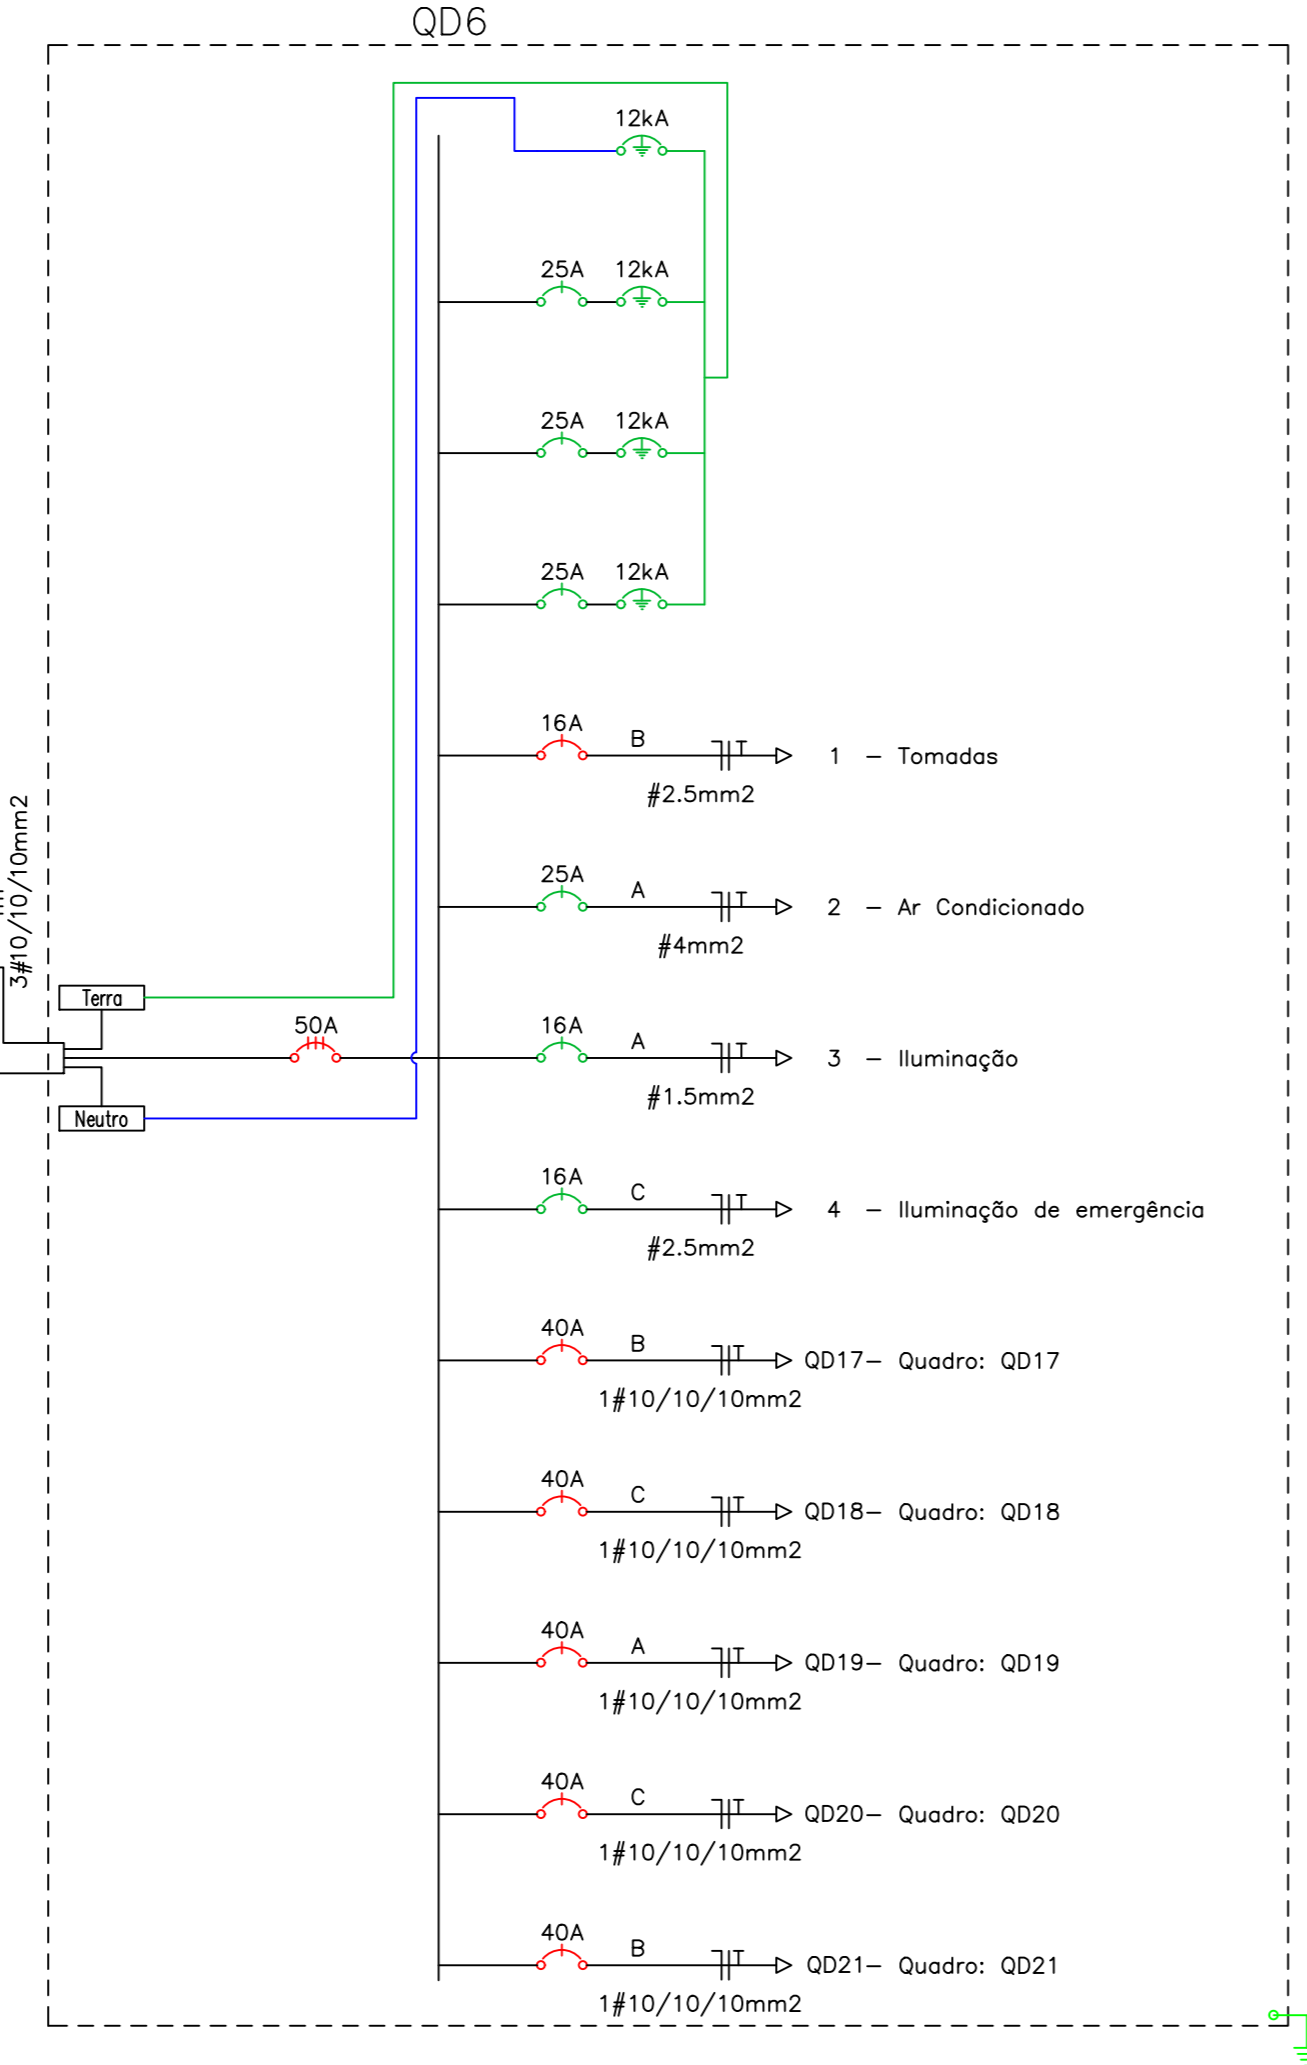 QD6
12kA
25A 12kA
25A 12kA
25A 12kA
16A B
#2.5mm2
1 - Tomadas
25A A
#4mm2
2 - Ar Condicionado
3#10/10/10mm2
Terra
50A
16A A
#1.5mm2
3 - Iluminação
Neutro
16A C
#2.5mm2
4 - Iluminação de emergência
40A B
1#10/10/10mm2
QD17- Quadro: QD17
40A C
1#10/10/10mm2
QD18- Quadro: QD18
40A A
1#10/10/10mm2
QD19- Quadro: QD19
40A C
1#10/10/10mm2
QD20- Quadro: QD20
40A B
1#10/10/10mm2
QD21- Quadro: QD21